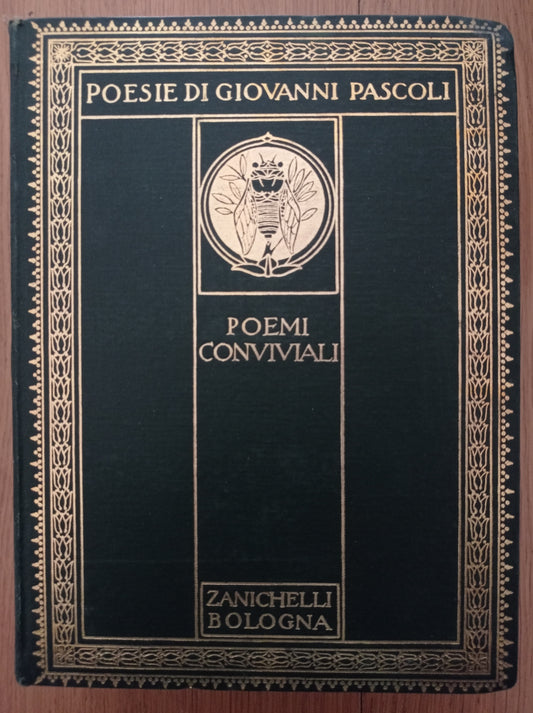 POESIE DI GIOVANNI PASCOLI
POEMI
CONVIVIALI
ZANICHELLI
BOLOGNA